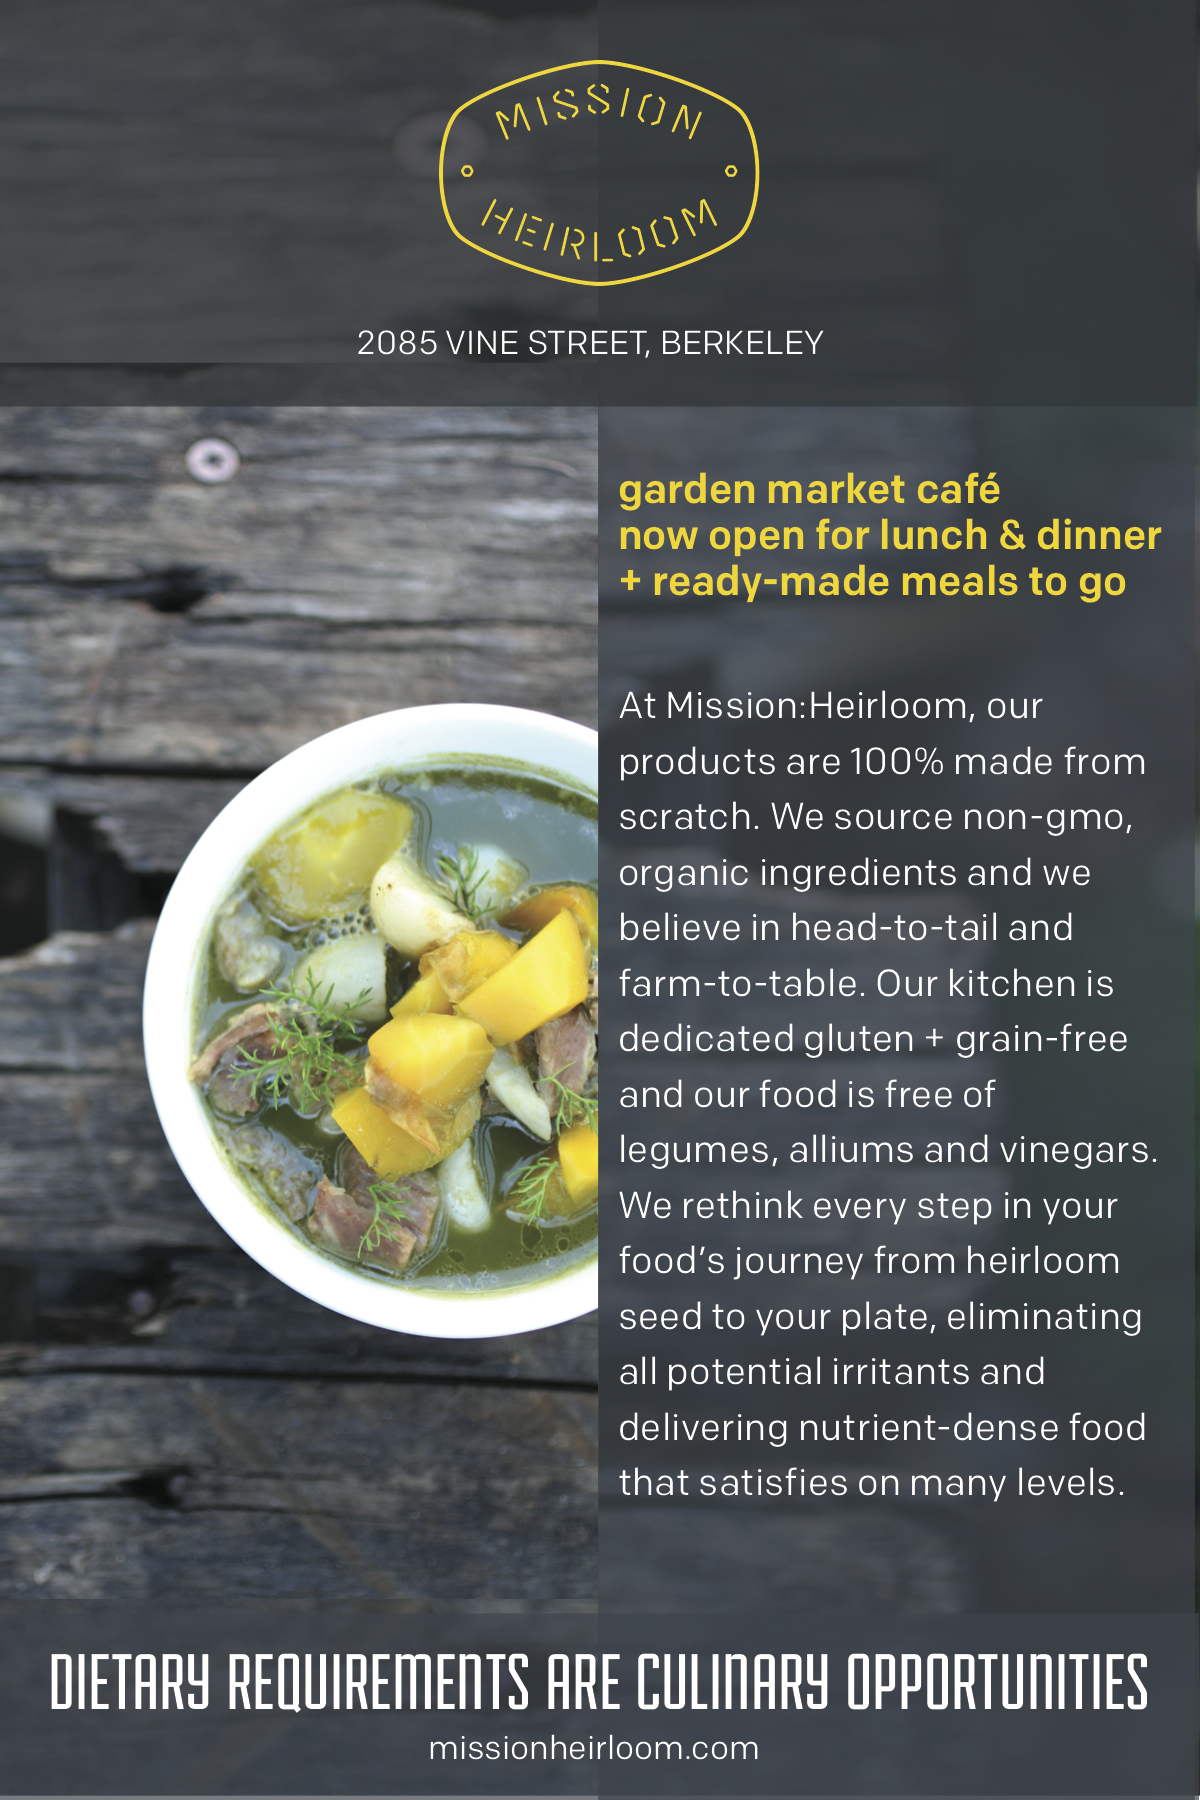 MISSION
HEIRLOOM
2085 VINE STREET, BERKELEY
garden market café
now open for lunch & dinner
+ ready-made meals to go
At Mission:Heirloom, our
products are 100% made from
scratch. We source non-gmo,
organic ingredients and we
believe in head-to-tail and
farm-to-table. Our kitchen is
dedicated gluten + grain-free
and our food is free of
legumes, alliums and vinegars.
We rethink every step in your
food’s journey from heirloom
seed to your plate, eliminating
all potential irritants and
delivering nutrient-dense food
that satisfies on many levels.
DIETARY REQUIREMENTS ARE CULINARY OPPORTUNITIES
missionheirloom.com